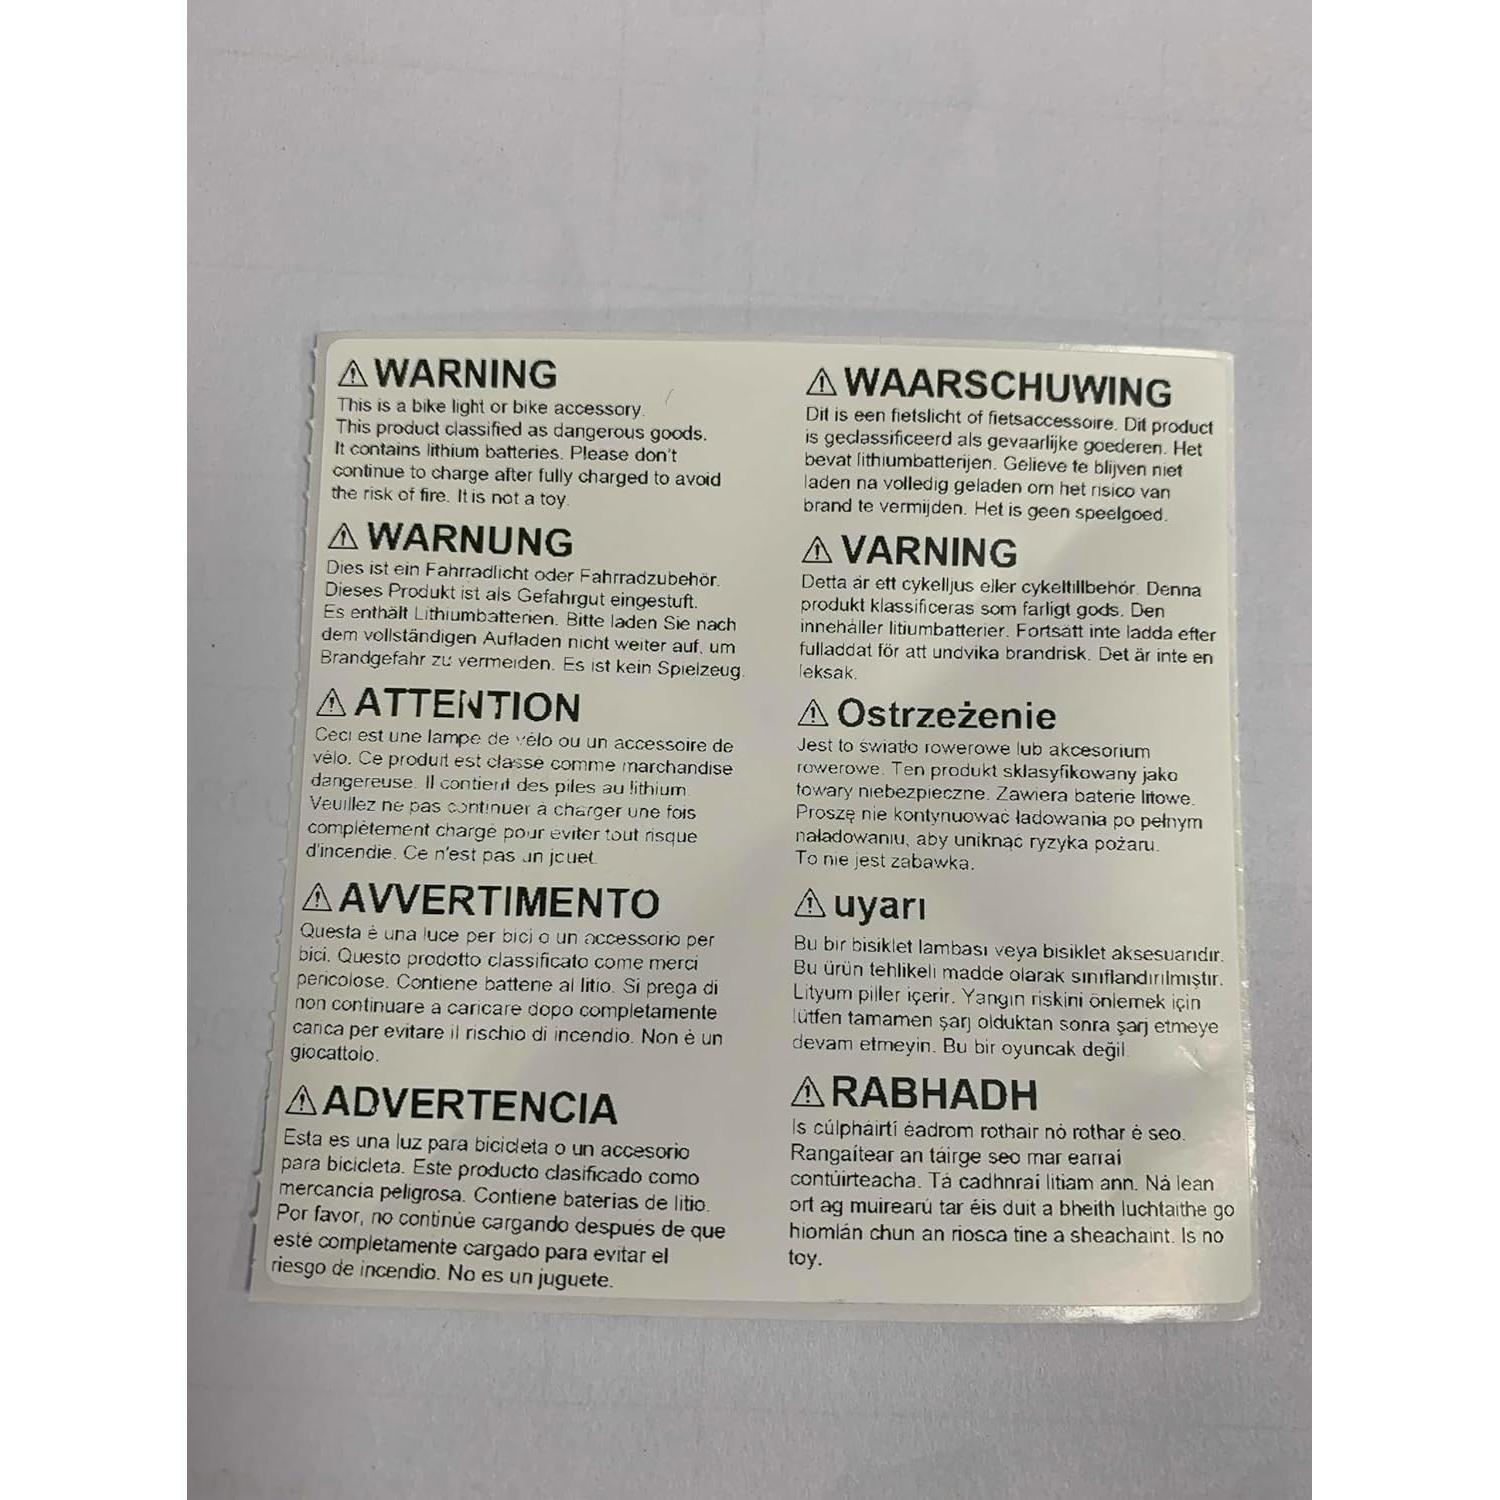 ⚠ WARNING
This is a bike light or bike accessory.
This product classified as dangerous goods.
It contains lithium batteries. Please don't
continue to charge after fully charged to avoid
the risk of fire. It is not a toy.
⚠ WARNUNG
Dies ist ein Fahrradlicht oder Fahrradzubehör.
Dieses Produkt ist als Gefahrgut eingestuft.
Es enthält Lithiumbatterien. Bitte laden Sie nach
dem vollständigen Aufladen nicht weiter auf, um
Brandgefahr zu vermeiden. Es ist kein Spielzeug.
⚠ ATTENTION
Ceci est une lampe de vélo ou un accessoire de
vélo. Ce produit est classé comme marchandise
dangereuse. Il contient des piles au lithium.
Veuillez ne pas continuer à charger une fois
complètement chargé pour éviter tout risque
d'incendie. Ce n'est pas un jouet.
⚠ AVVERTIMENTO
Questa è una luce per bici o un accessorio per
bici. Questo prodotto classificato come merci
pericolose. Contiene batterie al litio. Si prega di
non continuare a caricare dopo completamente
carica per evitare il rischio di incendio. Non è un
giocattolo.
⚠ ADVERTENCIA
Esta es una luz para bicicleta o un accesorio
para bicicleta. Este producto clasificado como
mercancía peligrosa. Contiene baterías de litio.
Por favor, no continúe cargando después de que
esté completamente cargado para evitar el
riesgo de incendio. No es un juguete.
⚠ WAARSCHUWING
Dit is een fietslicht of fietsaccessoire. Dit product
is geclassificeerd als gevaarlijke goederen. Het
bevat lithiumbatterijen. Gelieve te blijven niet
laden na volledig geladen om het risico van
brand te vermijden. Het is geen speelgoed.
⚠ VARNING
Detta är ett cykelljus eller cykeltillbehör. Denna
produkt klassificeras som farligt gods. Den
innehåller litiumbatterier. Fortsätt inte ladda efter
fulladdat för att undvika brandrisk. Det är inte en
leksak.
⚠ Ostrzeżenie
Jest to światło rowerowe lub akcesorium
rowerowe. Ten produkt sklasyfikowany jako
towary niebezpieczne. Zawiera baterie litowe.
Proszę nie kontynuować ładowania po pełnym
naładowaniu, aby uniknąć ryzyka pożaru.
To nie jest zabawka.
⚠ uyarı
Bu bir bisiklet lambası veya bisiklet aksesuarıdır.
Bu ürün tehlikeli madde olarak sınıflandırılmıştır.
Lityum piller içerir. Yangın riskini önlemek için
lütfen tamamen şarj olduktan sonra şarj etmeye
devam etmeyin. Bu bir oyuncak değil.
⚠ RABHADH
Is cúlpháirtí éadrom rothair nó rothar é seo.
Rangaítear an táirge seo mar earraí
contúirteacha. Tá cadhnraí litiam ann. Ná lean
ort ag muirearú tar éis duit a bheith luchtaithe go
hiomlán chun an riosca tine a sheachaint. Is no
toy.